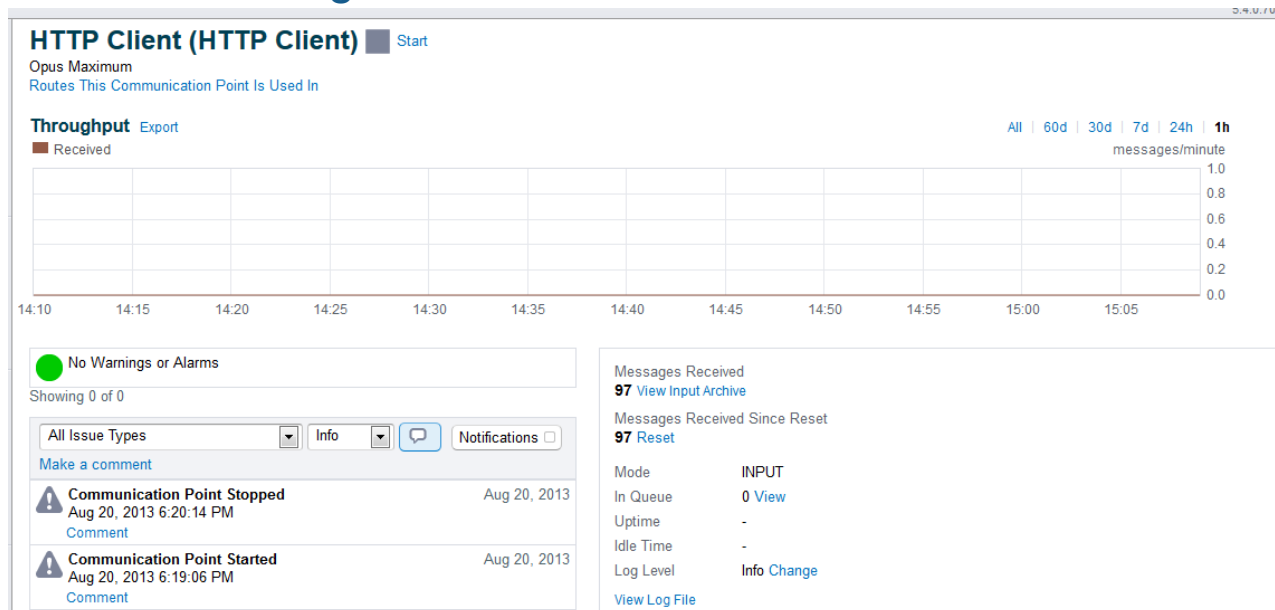 5.4.0.70
HTTP Client (HTTP Client) Start
Opus Maximum
Routes This Communication Point Is Used In
Throughput Export
All | 60d | 30d | 7d | 24h | 1h
Received
messages/minute
1.0
0.8
0.6
0.4
0.2
0.0
14:10 14:15 14:20 14:25 14:30 14:35 14:40 14:45 14:50 14:55 15:00 15:05
No Warnings or Alarms
Showing 0 of 0
All Issue Types Info Notifications
Make a comment
Communication Point Stopped Aug 20, 2013
Aug 20, 2013 6:20:14 PM
Comment
Communication Point Started Aug 20, 2013
Aug 20, 2013 6:19:06 PM
Comment
Messages Received
97 View Input Archive
Messages Received Since Reset
97 Reset
Mode INPUT
In Queue 0 View
Uptime -
Idle Time -
Log Level Info Change
View Log File